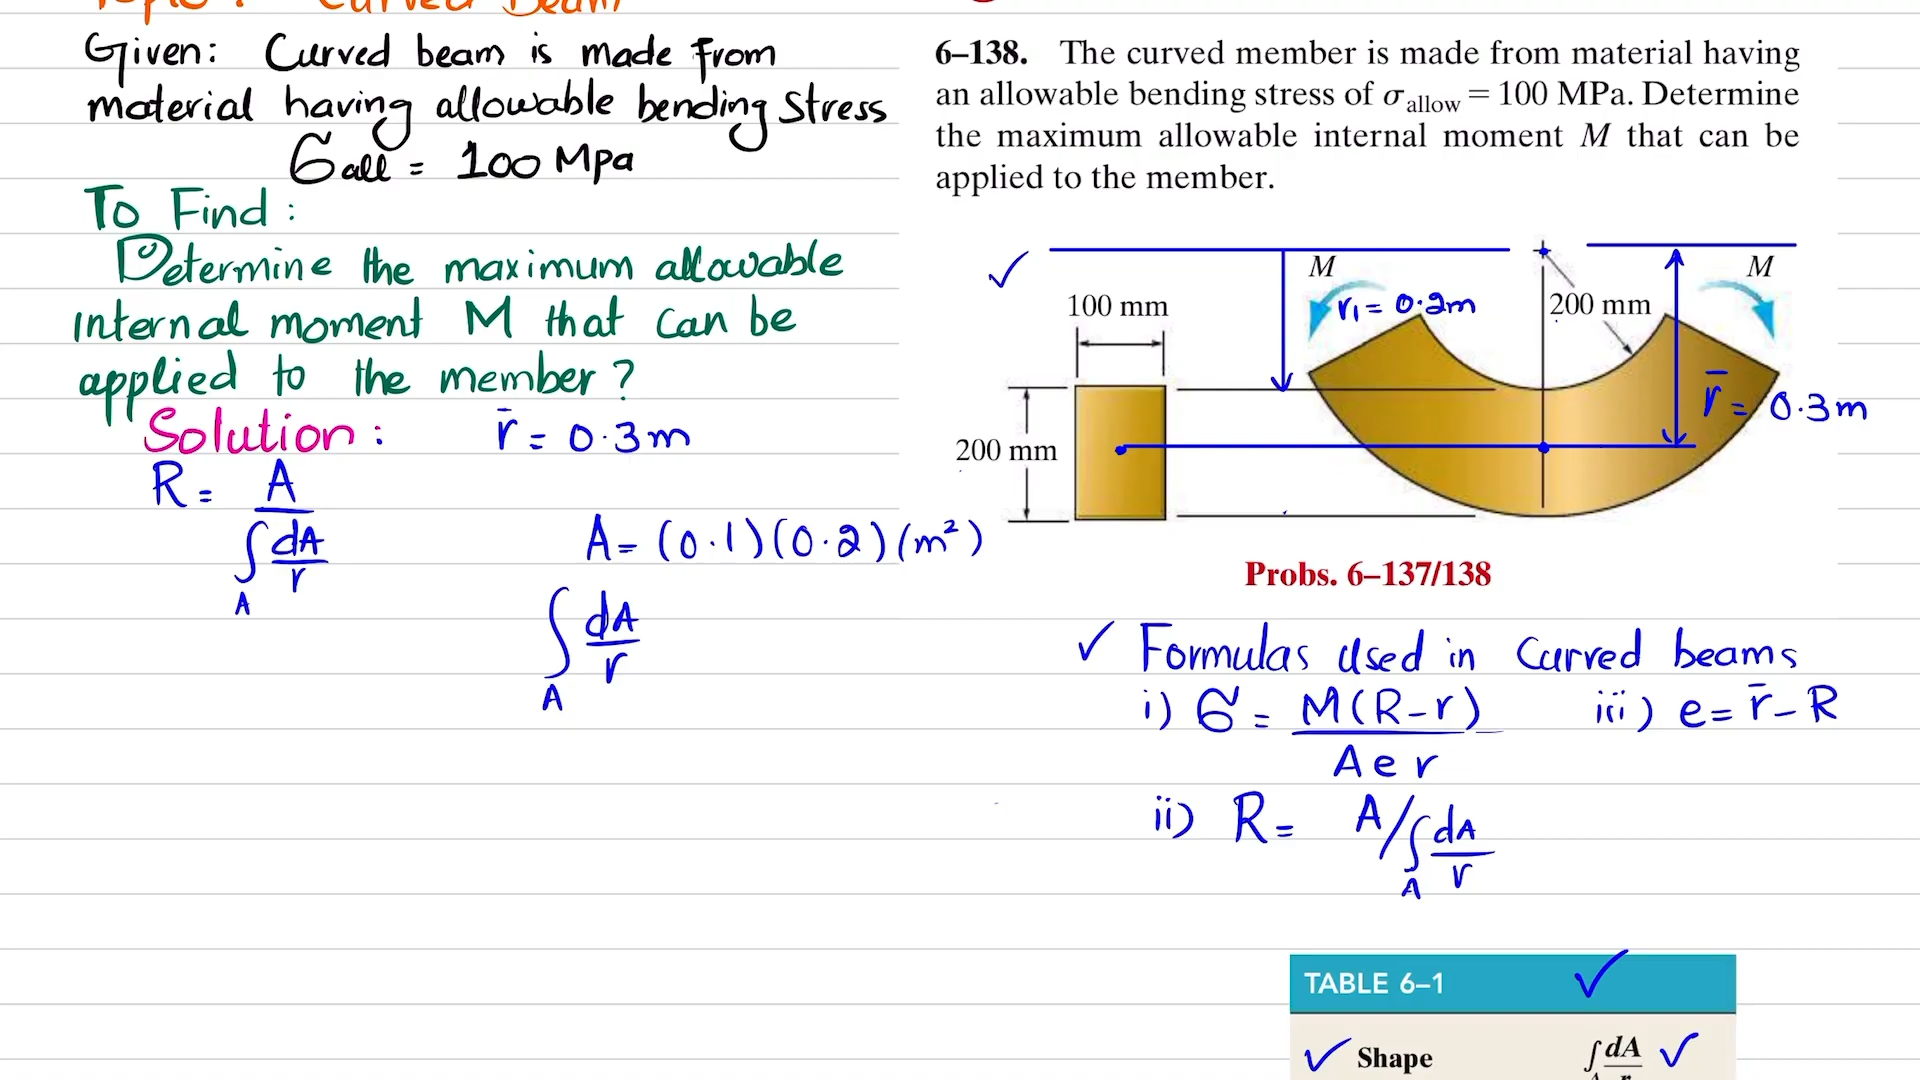 Topic: Curved Beam
Given: Curved beam is made from
material having allowable bending stress
σall = 100 Mpa
To Find:
Determine the maximum allowable
internal moment M that can be
applied to the member?
Solution: r̄ = 0.3m
R = A / ∫A dA/r
A = (0.1)(0.2)(m²)
∫A dA/r
6–138. The curved member is made from material having
an allowable bending stress of σallow = 100 MPa. Determine
the maximum allowable internal moment M that can be
applied to the member.
M
M
100 mm
r₁ = 0.2m
200 mm
r̄ = 0.3m
200 mm
Probs. 6–137/138
✓ Formulas used in Curved beams
i) σ = M(R-r) / Aer
iii) e = r̄ - R
ii) R = A/∫A dA/r
TABLE 6–1 ✓
✓ Shape ∫A dA/r ✓